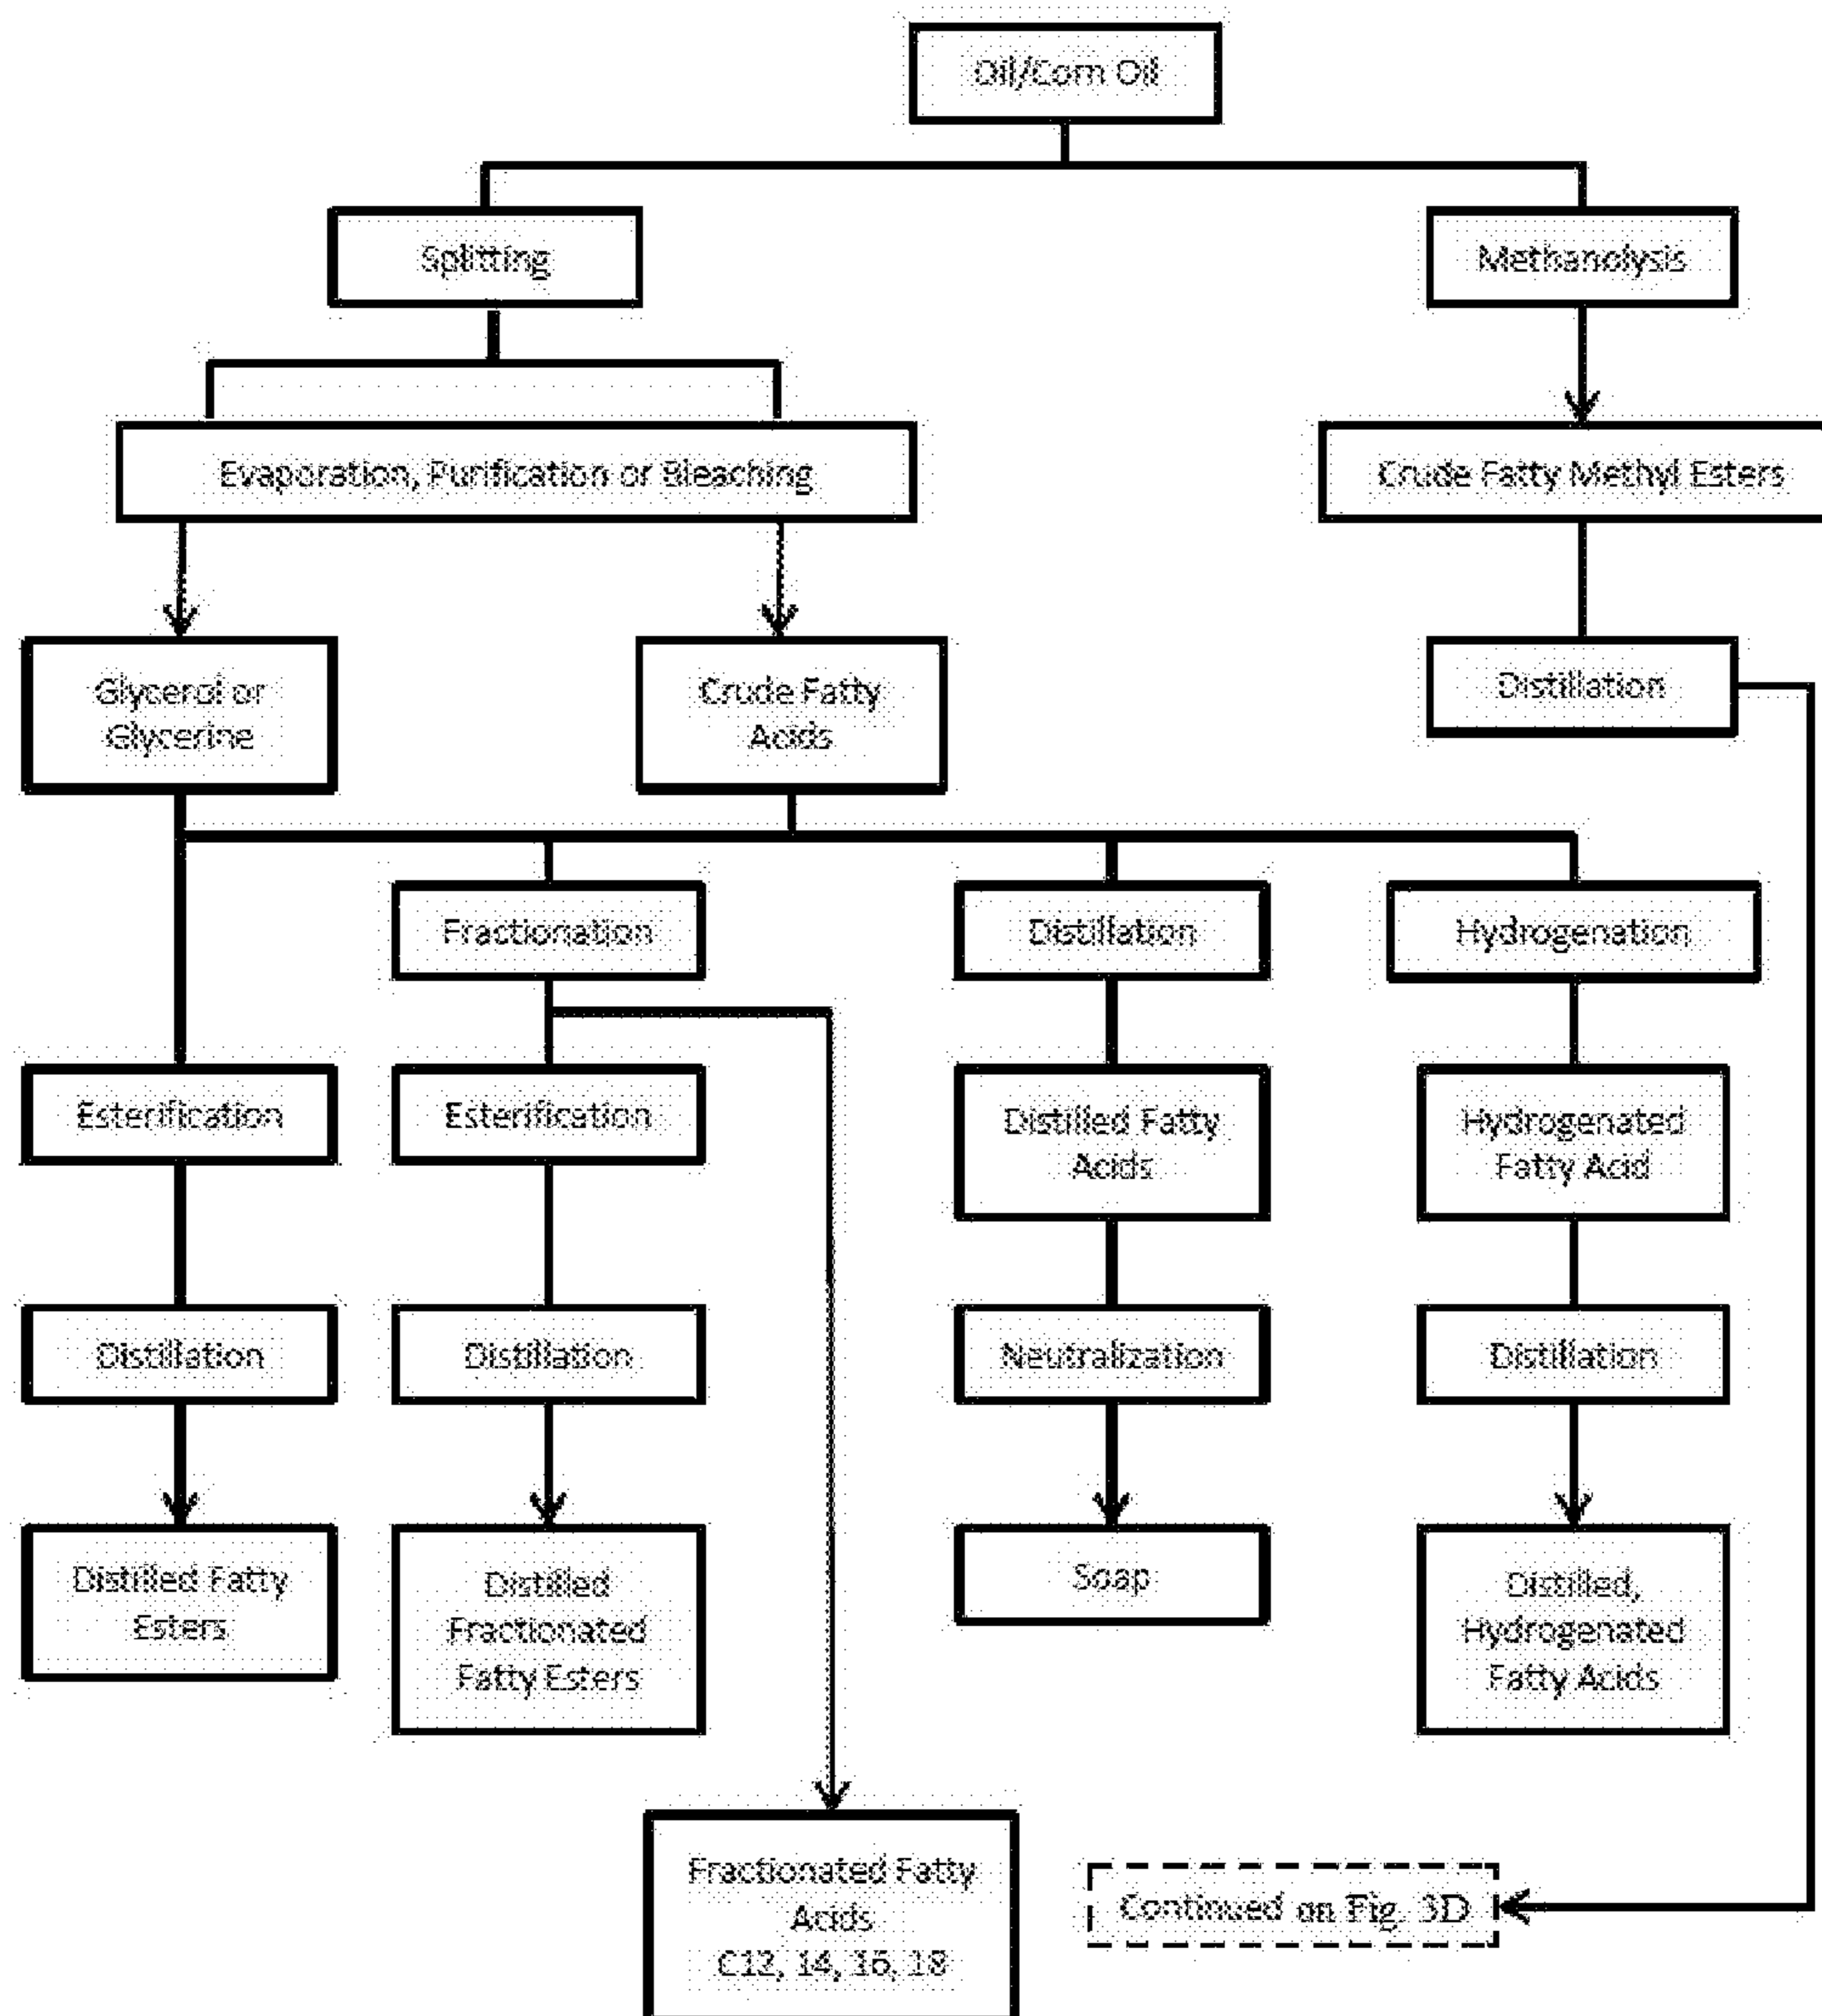 Oil/Corn Oil
Splitting
Methanolysis
Evaporation, Purification or Bleaching
Crude Fatty Methyl Esters
Glycerol or
Glycerine
Crude Fatty
Acids
Distillation
Fractionation
Distillation
Hydrogenation
Esterification
Esterification
Distilled Fatty
Acids
Hydrogenated
Fatty Acid
Distillation
Distillation
Neutralization
Distillation
Distilled Fatty
Esters
Distilled
Fractionated
Fatty Esters
Soap
Distilled,
Hydrogenated
Fatty Acids
Fractionated Fatty
Acids
C12, 14, 16, 18
Continued on Fig. 3D